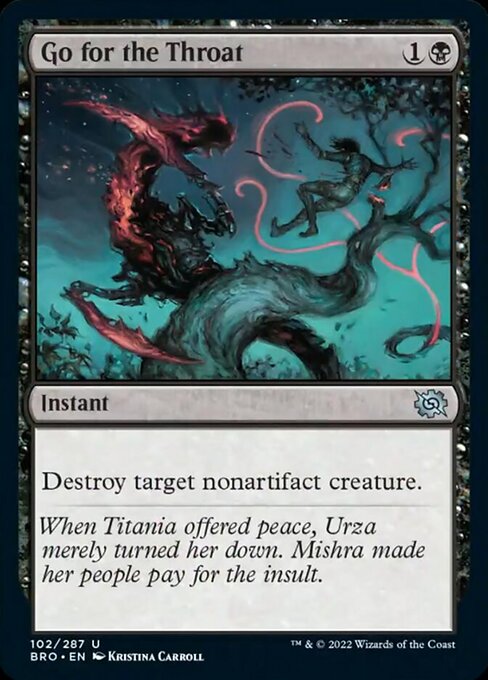 Go for the Throat 1
Instant
Destroy target nonartifact creature.
When Titania offered peace, Urza
merely turned her down. Mishra made
her people pay for the insult.
102/287 U
BRO • EN Kristina Carroll
™ & © 2022 Wizards of the Coast